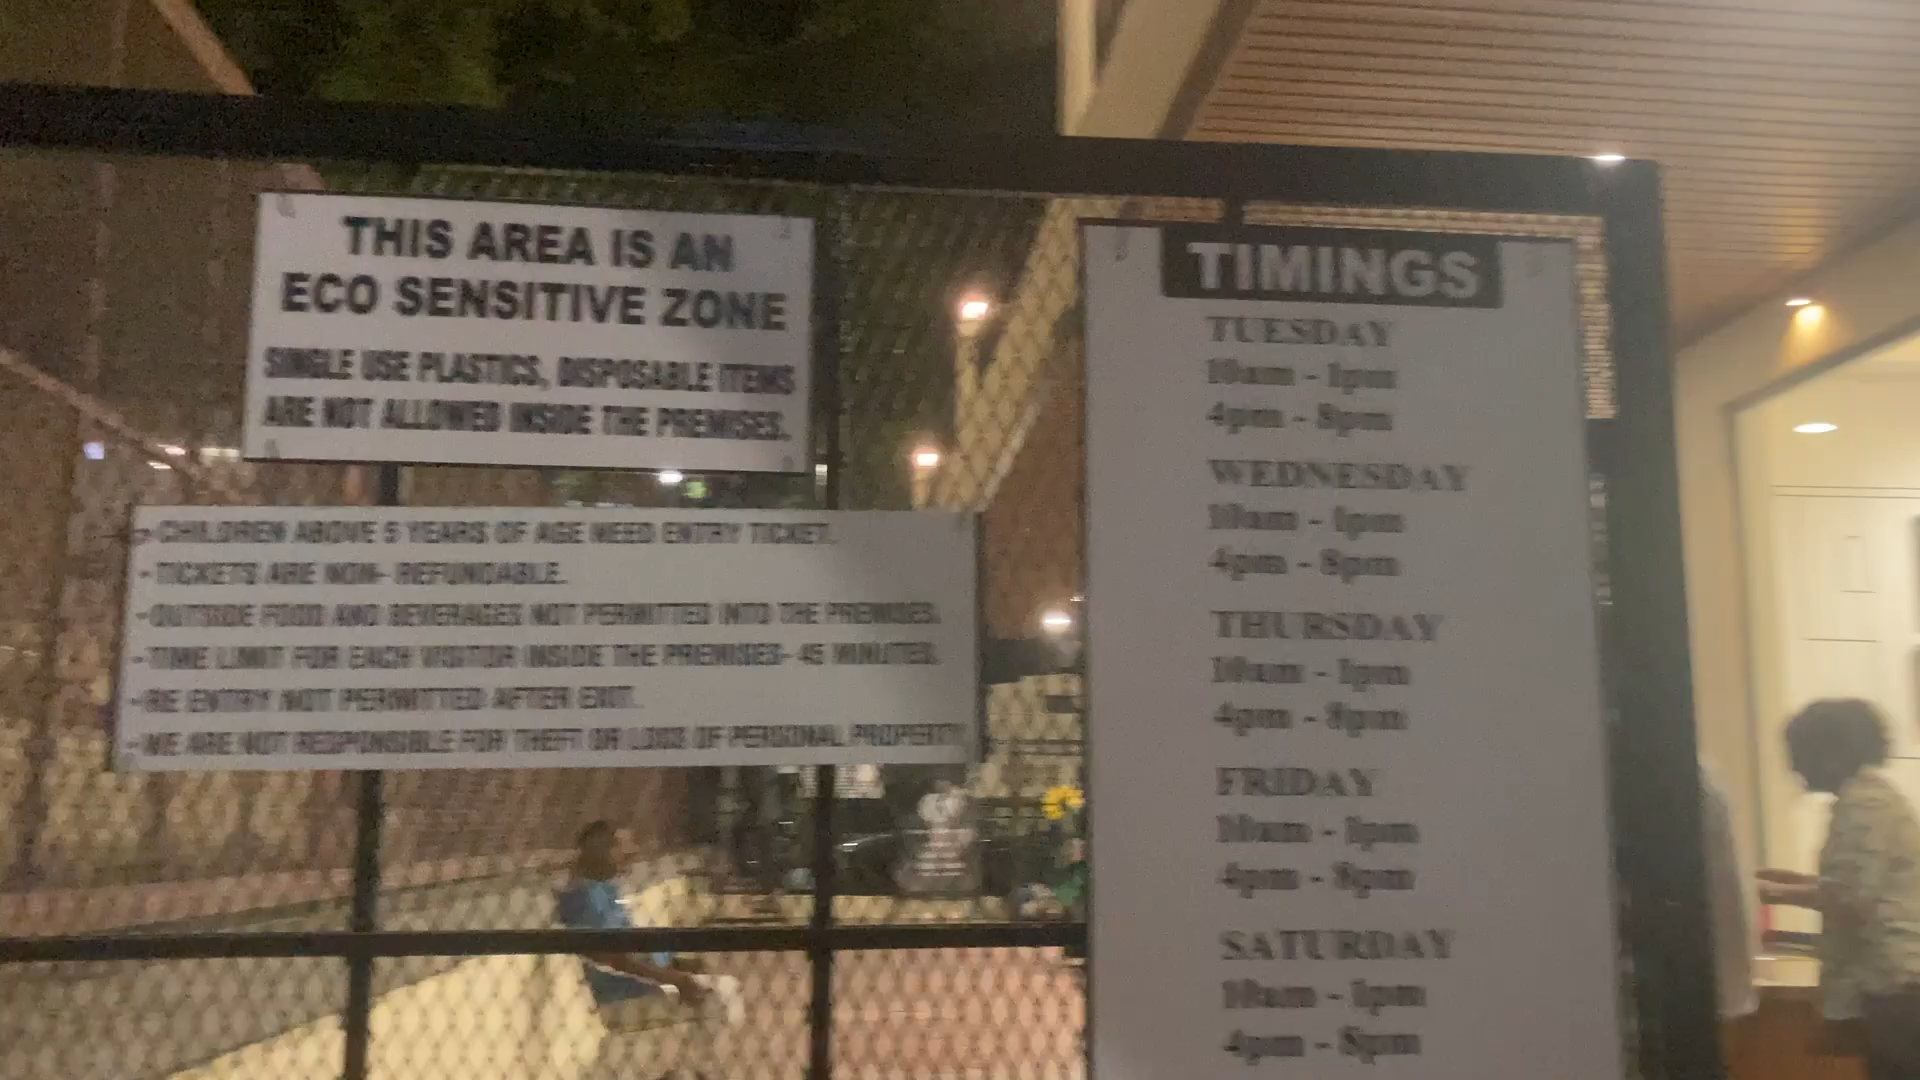 THIS AREA IS AN
ECO SENSITIVE ZONE
SINGLE USE PLASTICS, DISPOSABLE ITEMS
ARE NOT ALLOWED INSIDE THE PREMISES.
- CHILDREN ABOVE 5 YEARS OF AGE NEED ENTRY TICKET.
- TICKETS ARE NON- REFUNDABLE.
- OUTSIDE FOOD AND BEVERAGES NOT PERMITTED INTO THE PREMISES.
- TIME LIMIT FOR EACH VISITOR INSIDE THE PREMISES- 45 MINUTES.
- RE ENTRY NOT PERMITTED AFTER EXIT.
- WE ARE NOT RESPONSIBLE FOR THEFT OR LOSS OF PERSONAL PROPERTY
TIMINGS
TUESDAY
10am - 1pm
4pm - 8pm
WEDNESDAY
10am - 1pm
4pm - 8pm
THURSDAY
10am - 1pm
4pm - 8pm
FRIDAY
10am - 1pm
4pm - 8pm
SATURDAY
10am - 1pm
4pm - 8pm